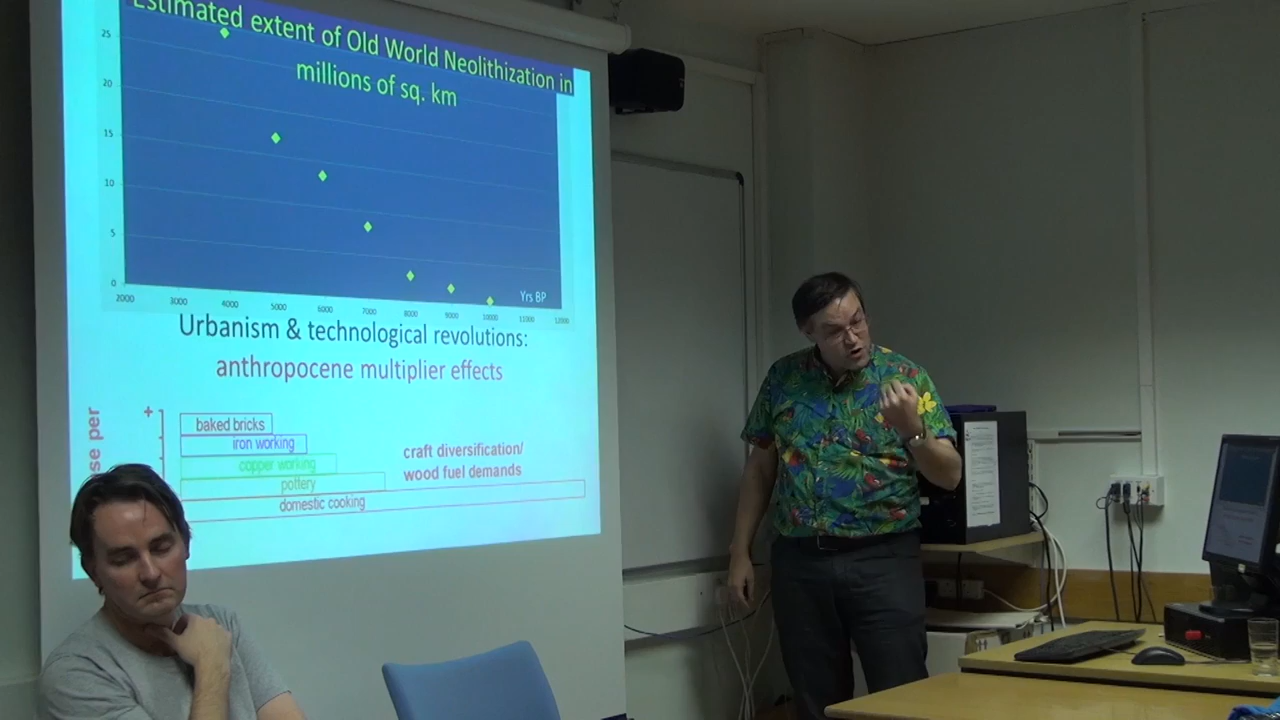 Estimated extent of Old World Neolithization in
millions of sq. km
25
20
15
10
5
0
2000 3000 4000 5000 6000 7000 8000 9000 10000 11000 12000
Yrs BP
Urbanism & technological revolutions:
anthropocene multiplier effects
+
per
baked bricks
iron working
copper working
pottery
domestic cooking
craft diversification/
wood fuel demands